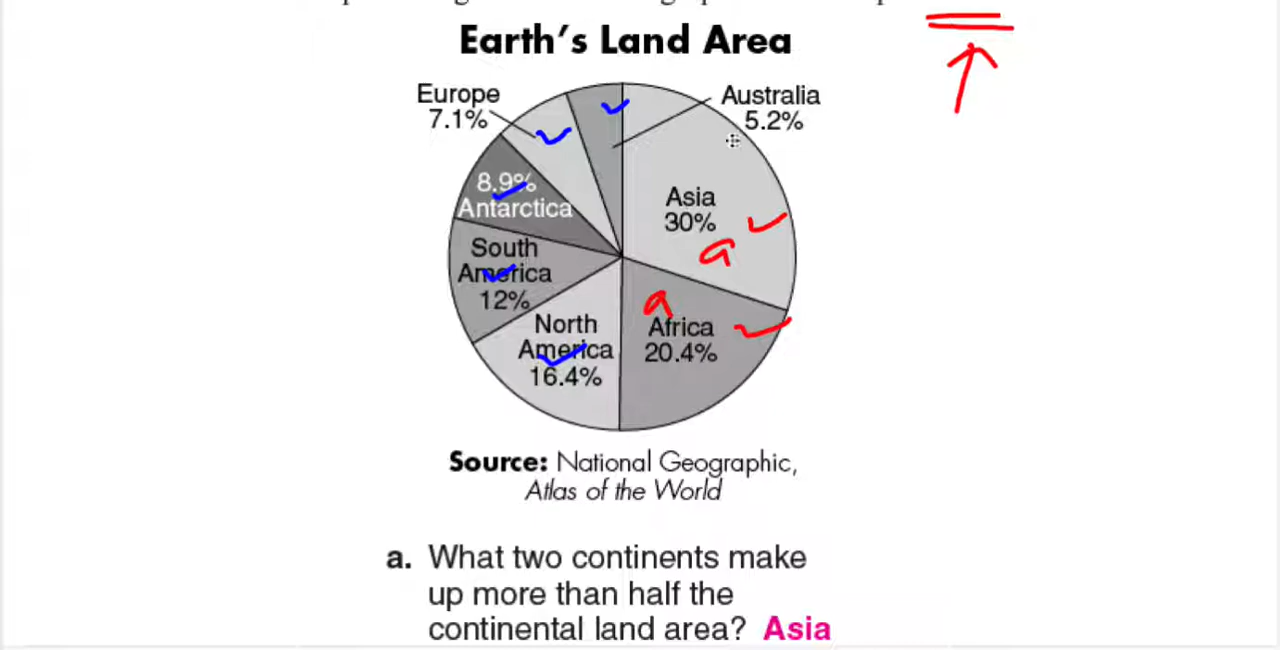 Earth's Land Area
Europe
7.1%
Australia
5.2%
8.9%
Antarctica
Asia
30%
a
South
America
12%
North
America
16.4%
a
Africa
20.4%
Source: National Geographic,
Atlas of the World
a. What two continents make
up more than half the
continental land area? Asia